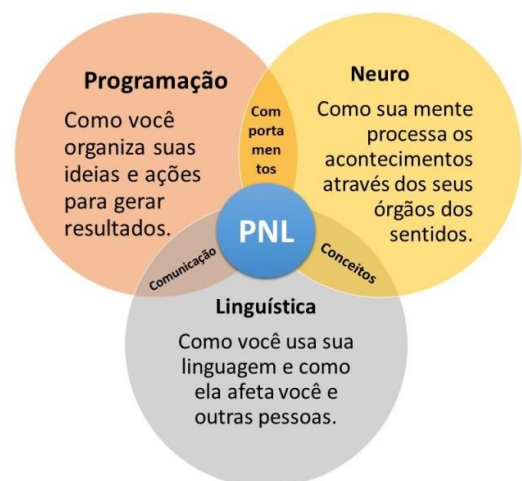 Programação
Como você
organiza suas
ideias e ações
para gerar
resultados.
Com
porta
men
tos
Neuro
Como sua mente
processa os
acontecimentos
através dos seus
órgãos dos
sentidos.
PNL
Comunicação
Conceitos
Linguística
Como você usa sua
linguagem e como
ela afeta você e
outras pessoas.